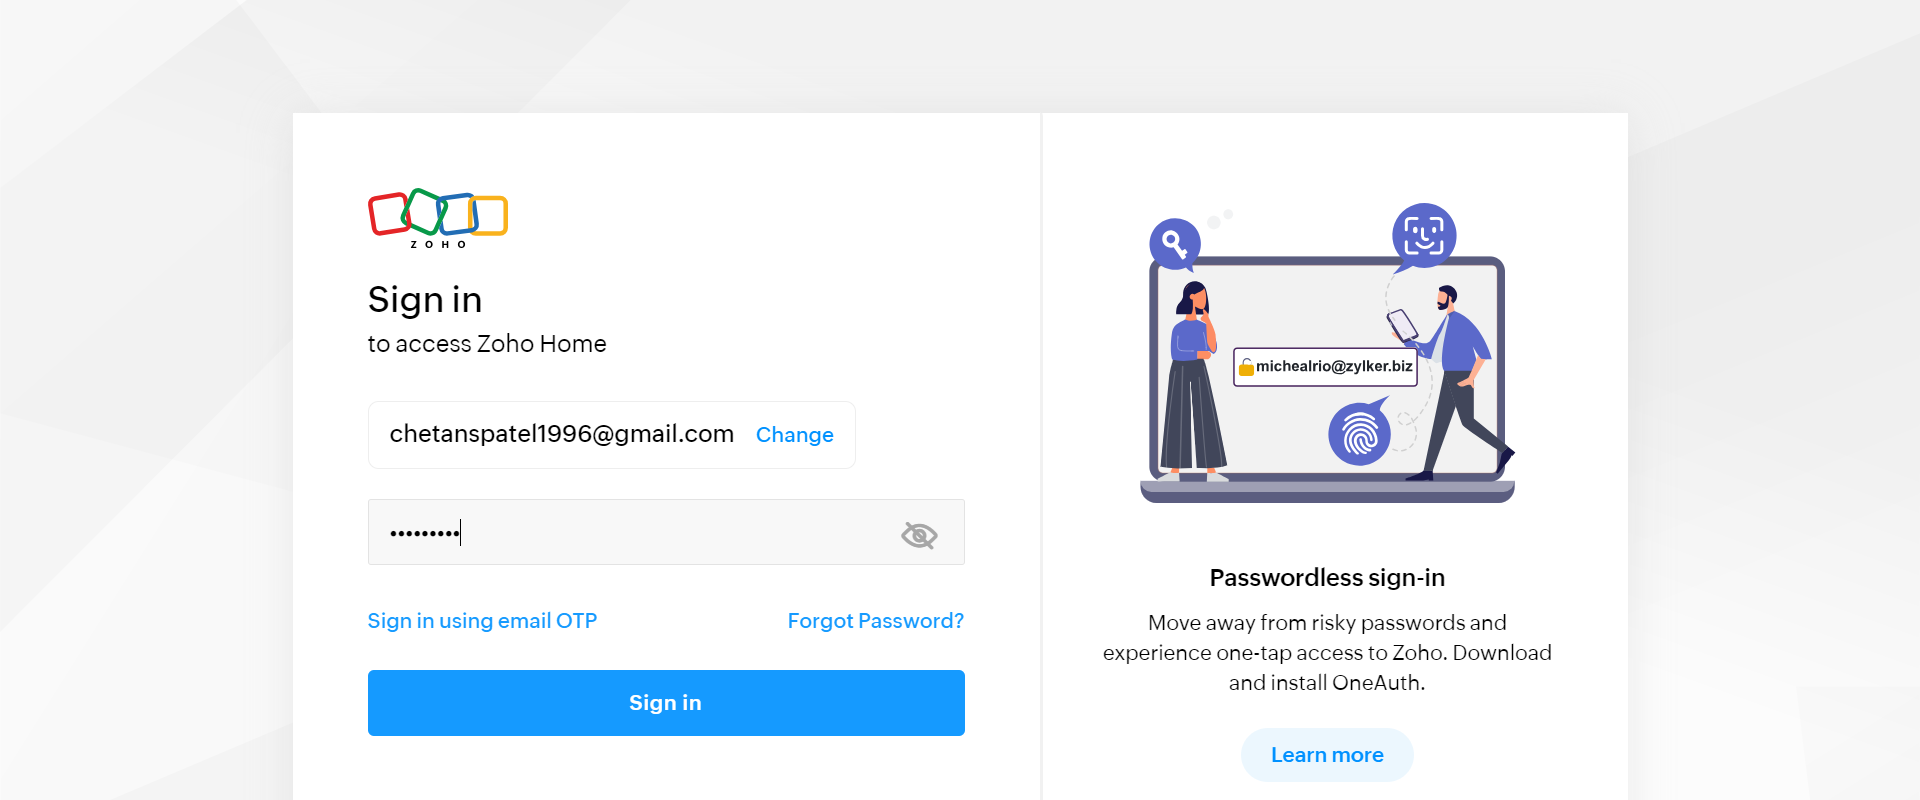 ZOHO
Sign in
to access Zoho Home
chetanspatel1996@gmail.com Change
•••••••••
Sign in using email OTP Forgot Password?
Sign in
michealrio@zylker.biz
Passwordless sign-in
Move away from risky passwords and
experience one-tap access to Zoho. Download
and install OneAuth.
Learn more